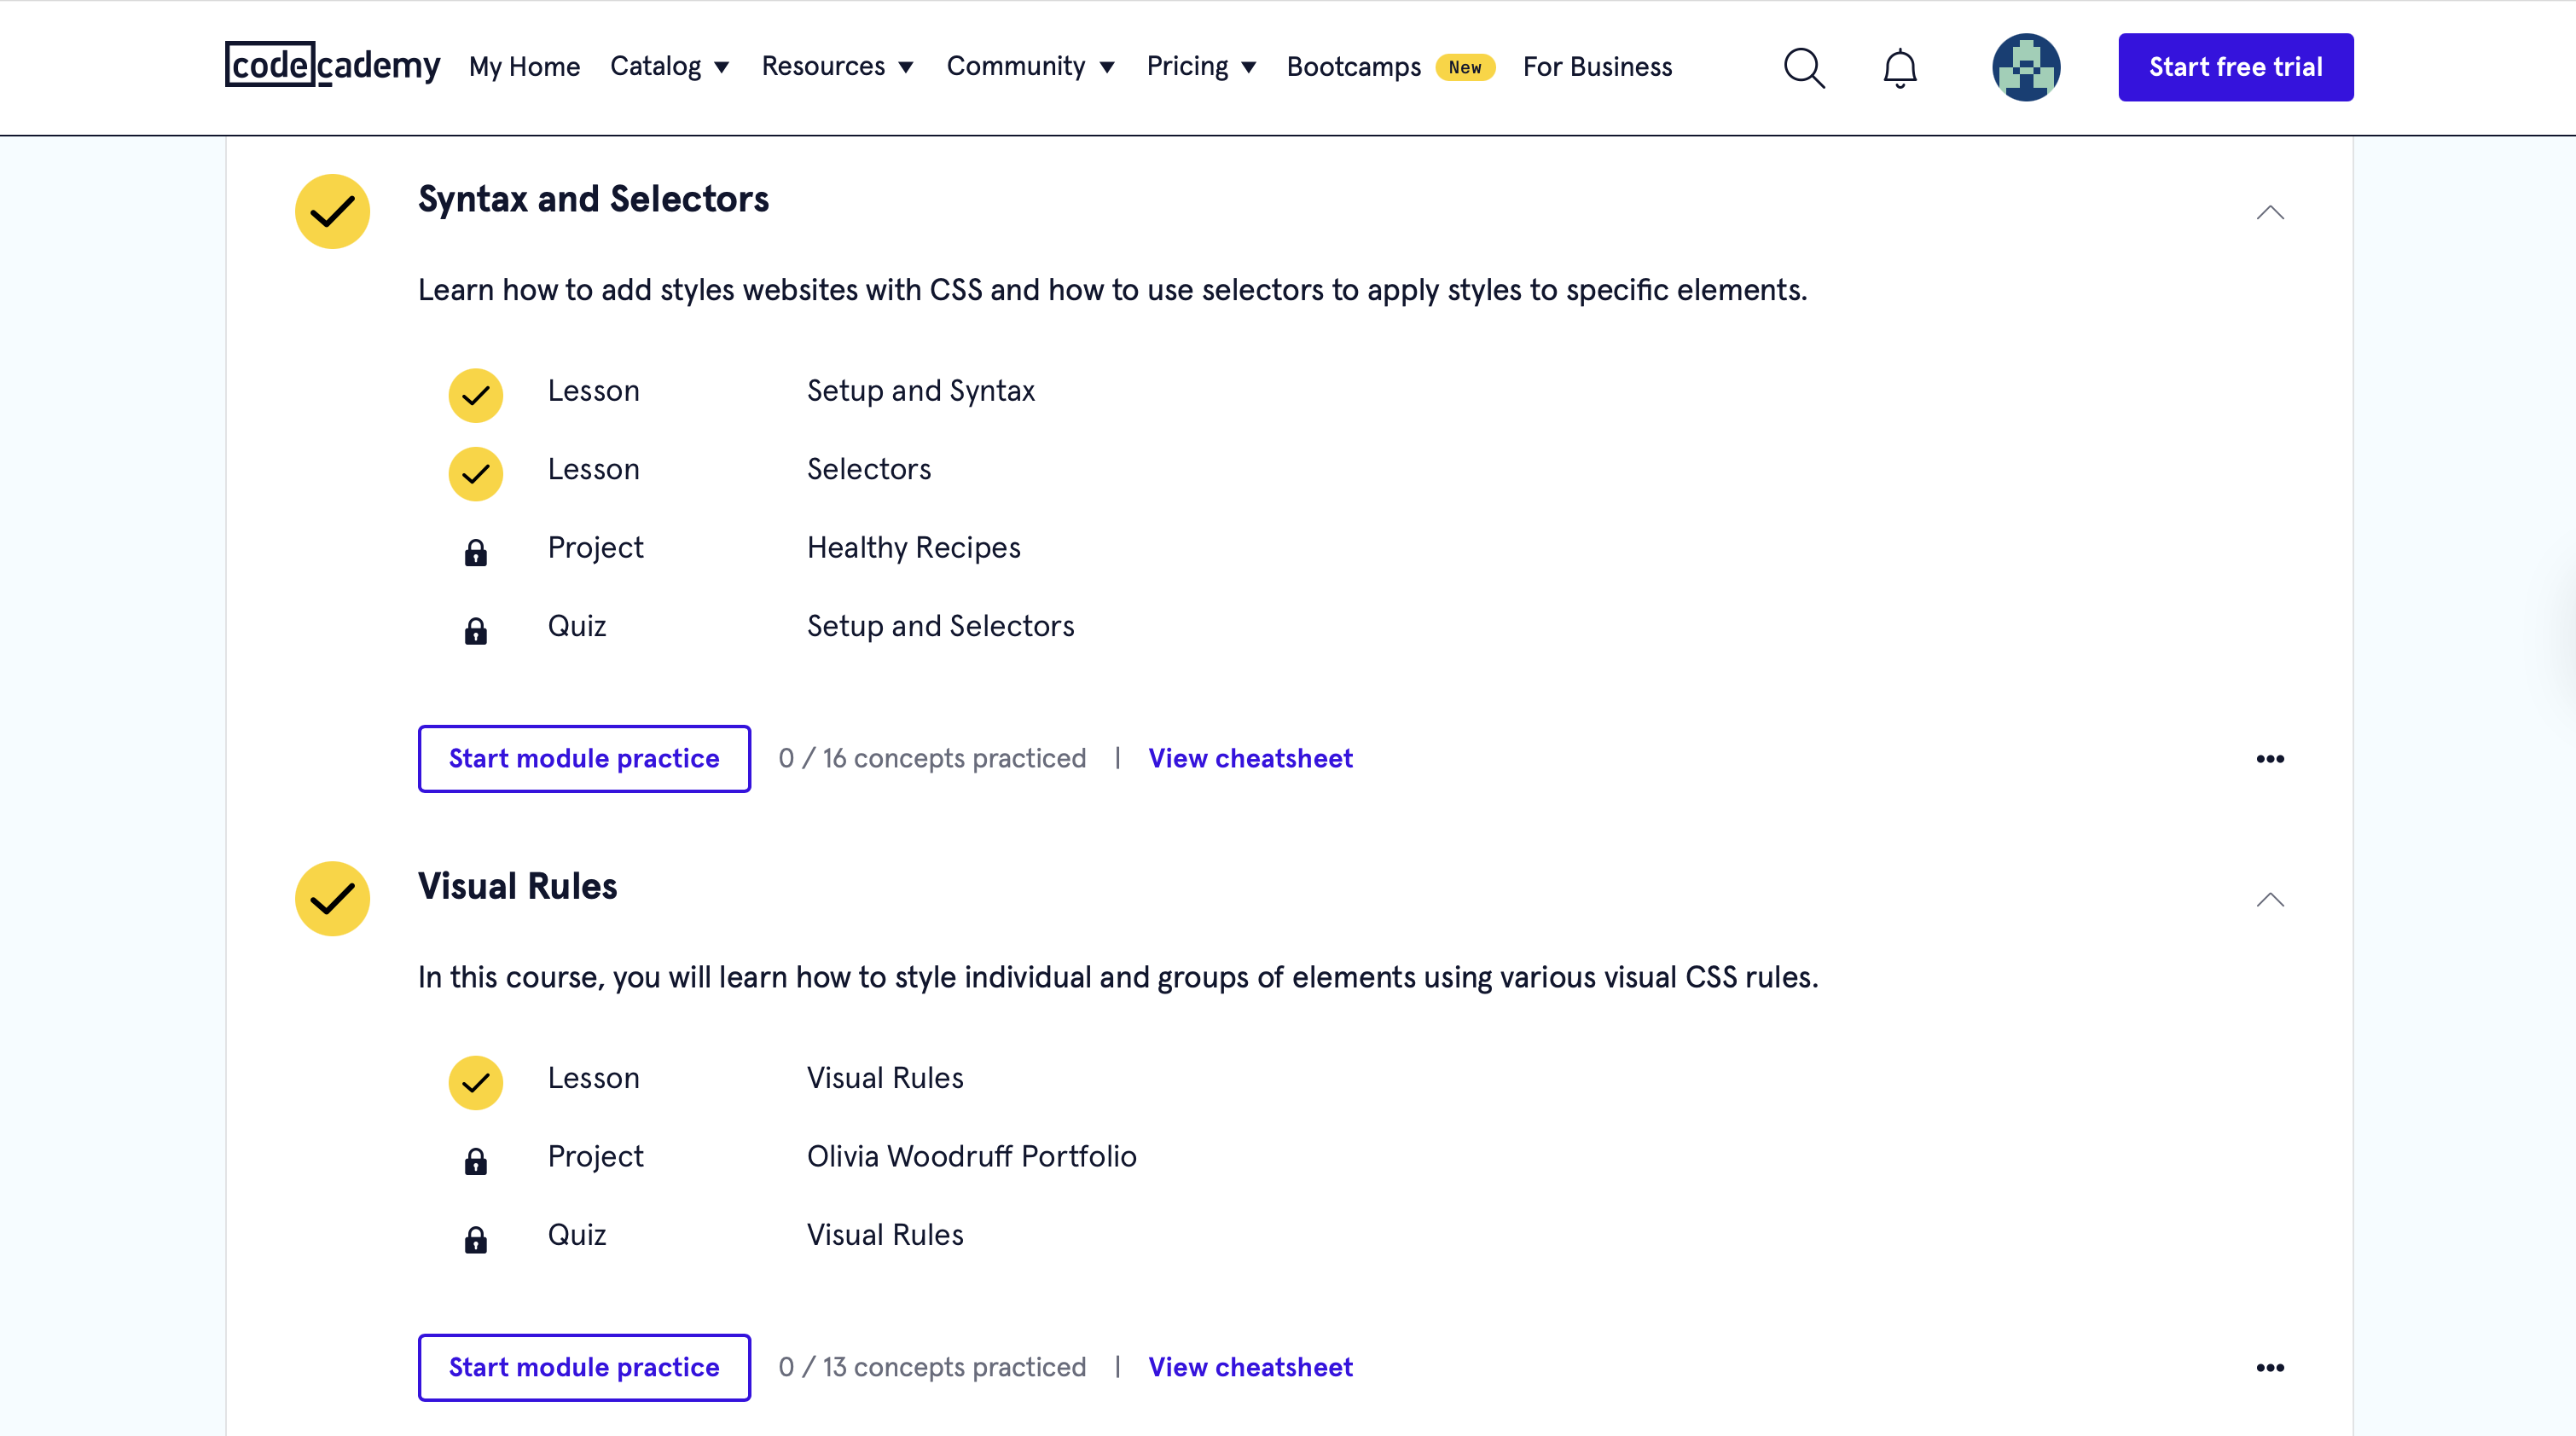 codecademy My Home Catalog Resources Community Pricing Bootcamps New For Business Start free trial
Syntax and Selectors
Learn how to add styles websites with CSS and how to use selectors to apply styles to specific elements.
Lesson Setup and Syntax
Lesson Selectors
Project Healthy Recipes
Quiz Setup and Selectors
Start module practice 0 / 16 concepts practiced | View cheatsheet
Visual Rules
In this course, you will learn how to style individual and groups of elements using various visual CSS rules.
Lesson Visual Rules
Project Olivia Woodruff Portfolio
Quiz Visual Rules
Start module practice 0 / 13 concepts practiced | View cheatsheet